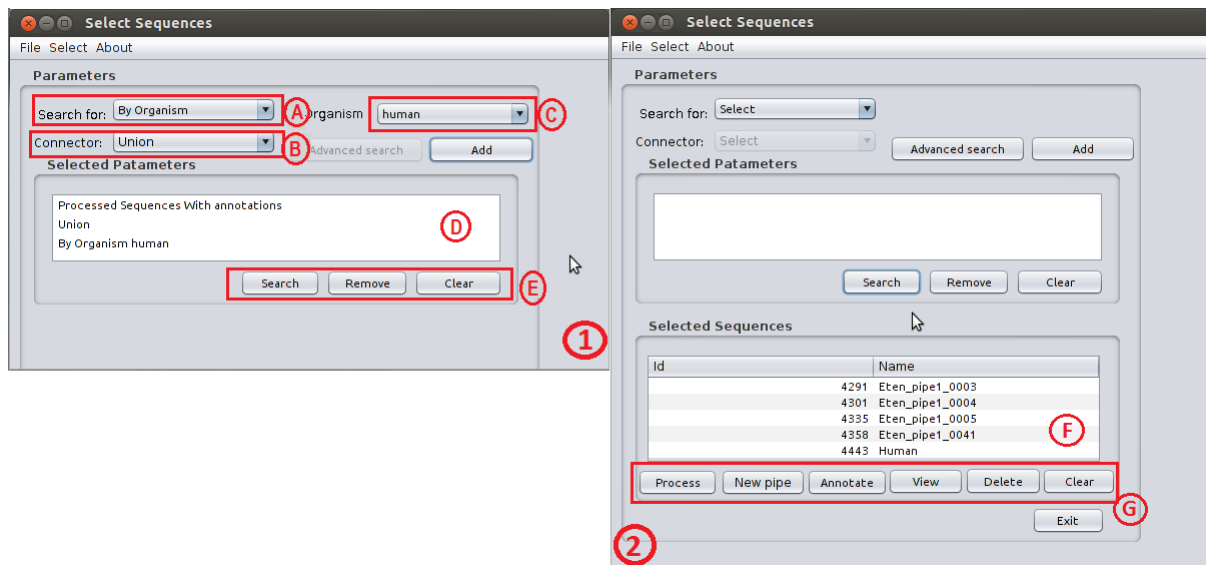 Select Sequences
File Select About
Parameters
Search for: By Organism A Organism human C
Connector: Union B Advanced search Add
Selected Patameters
Processed Sequences With annotations
Union
By Organism human
D
Search Remove Clear E
1
Select Sequences
File Select About
Parameters
Search for: Select
Connector: Select Advanced search Add
Selected Patameters
Search Remove Clear
Selected Sequences
Id Name
4291 Eten_pipe1_0003
4301 Eten_pipe1_0004
4335 Eten_pipe1_0005
4358 Eten_pipe1_0041
4443 Human
F
Process New pipe Annotate View Delete Clear
G
Exit
2